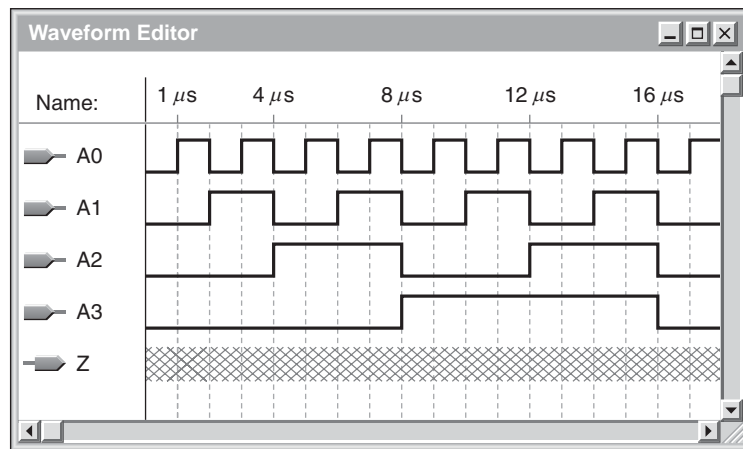 Waveform Editor
Name: 1 μs 4 μs 8 μs 12 μs 16 μs
A0
A1
A2
A3
Z